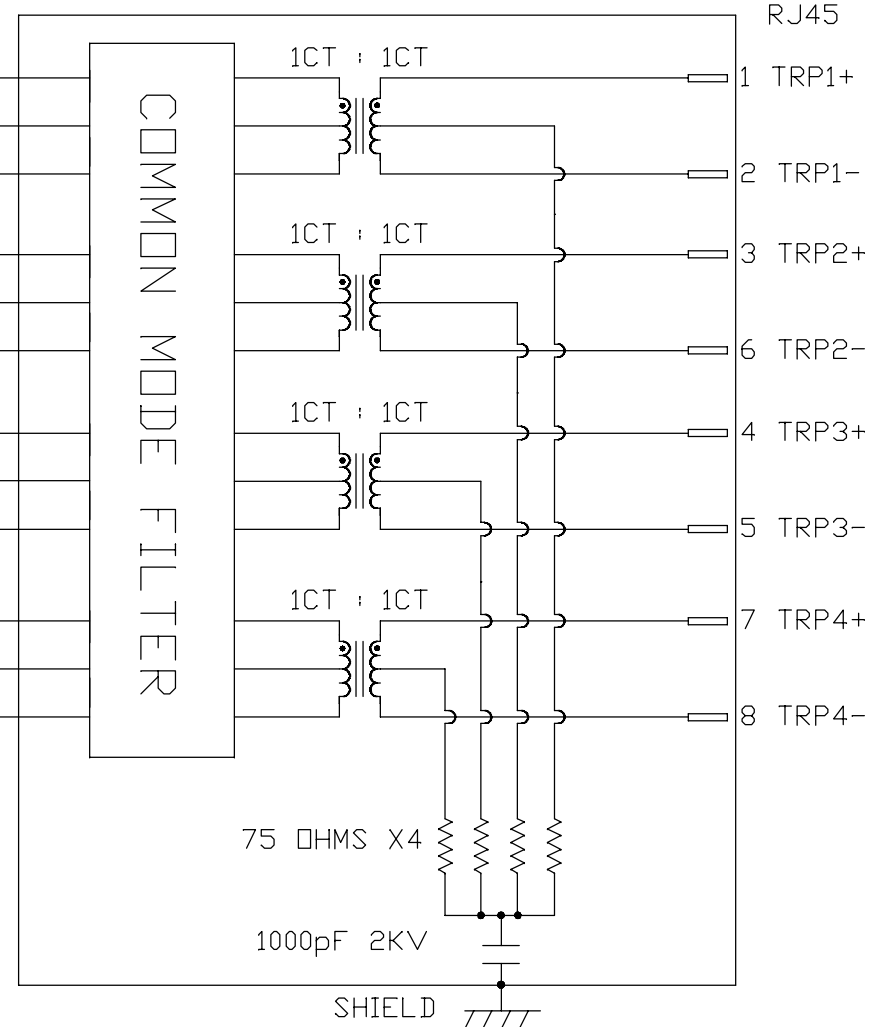 RJ45
1CT : 1CT
1 TRP1+
2 TRP1-
1CT : 1CT
3 TRP2+
6 TRP2-
1CT : 1CT
4 TRP3+
5 TRP3-
1CT : 1CT
7 TRP4+
8 TRP4-
COMMON MODE FILTER
75 OHMS X4
1000pF 2KV
SHIELD